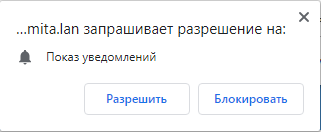 ...mita.lan запрашивает разрешение на:
Показ уведомлений
Разрешить Блокировать